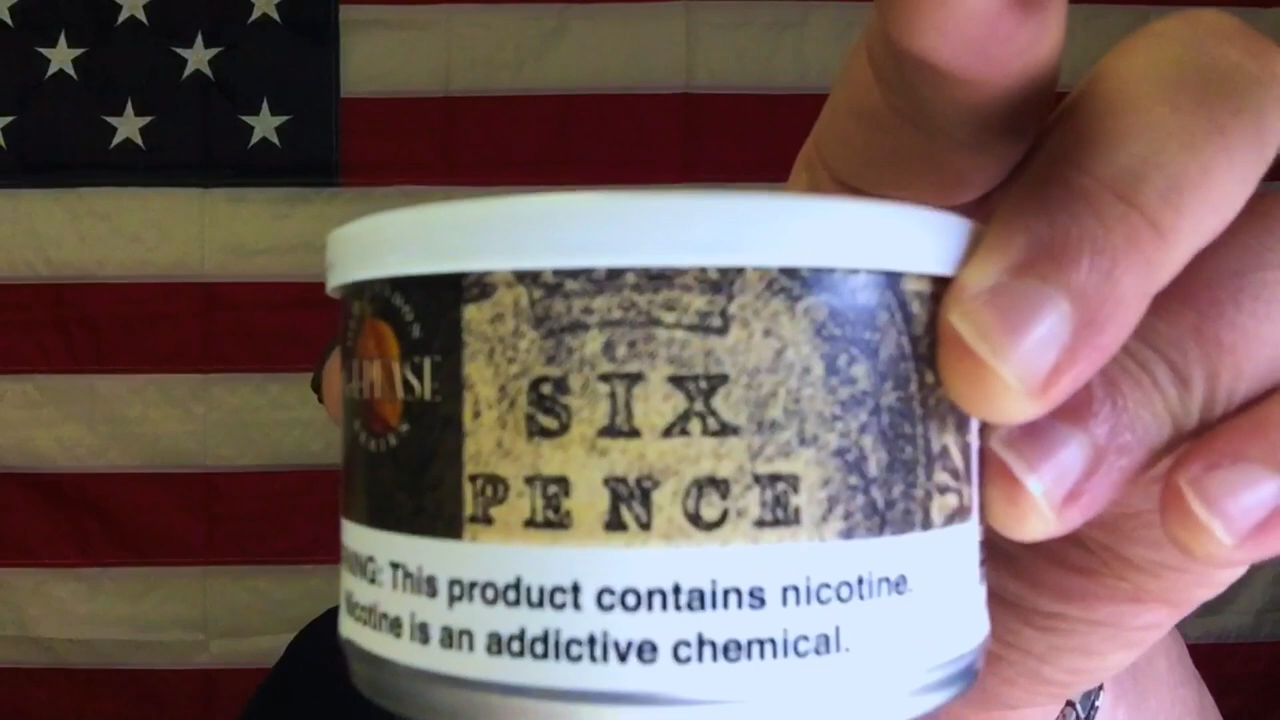 SIX
PENCE
This product contains nicotine.
is an addictive chemical.